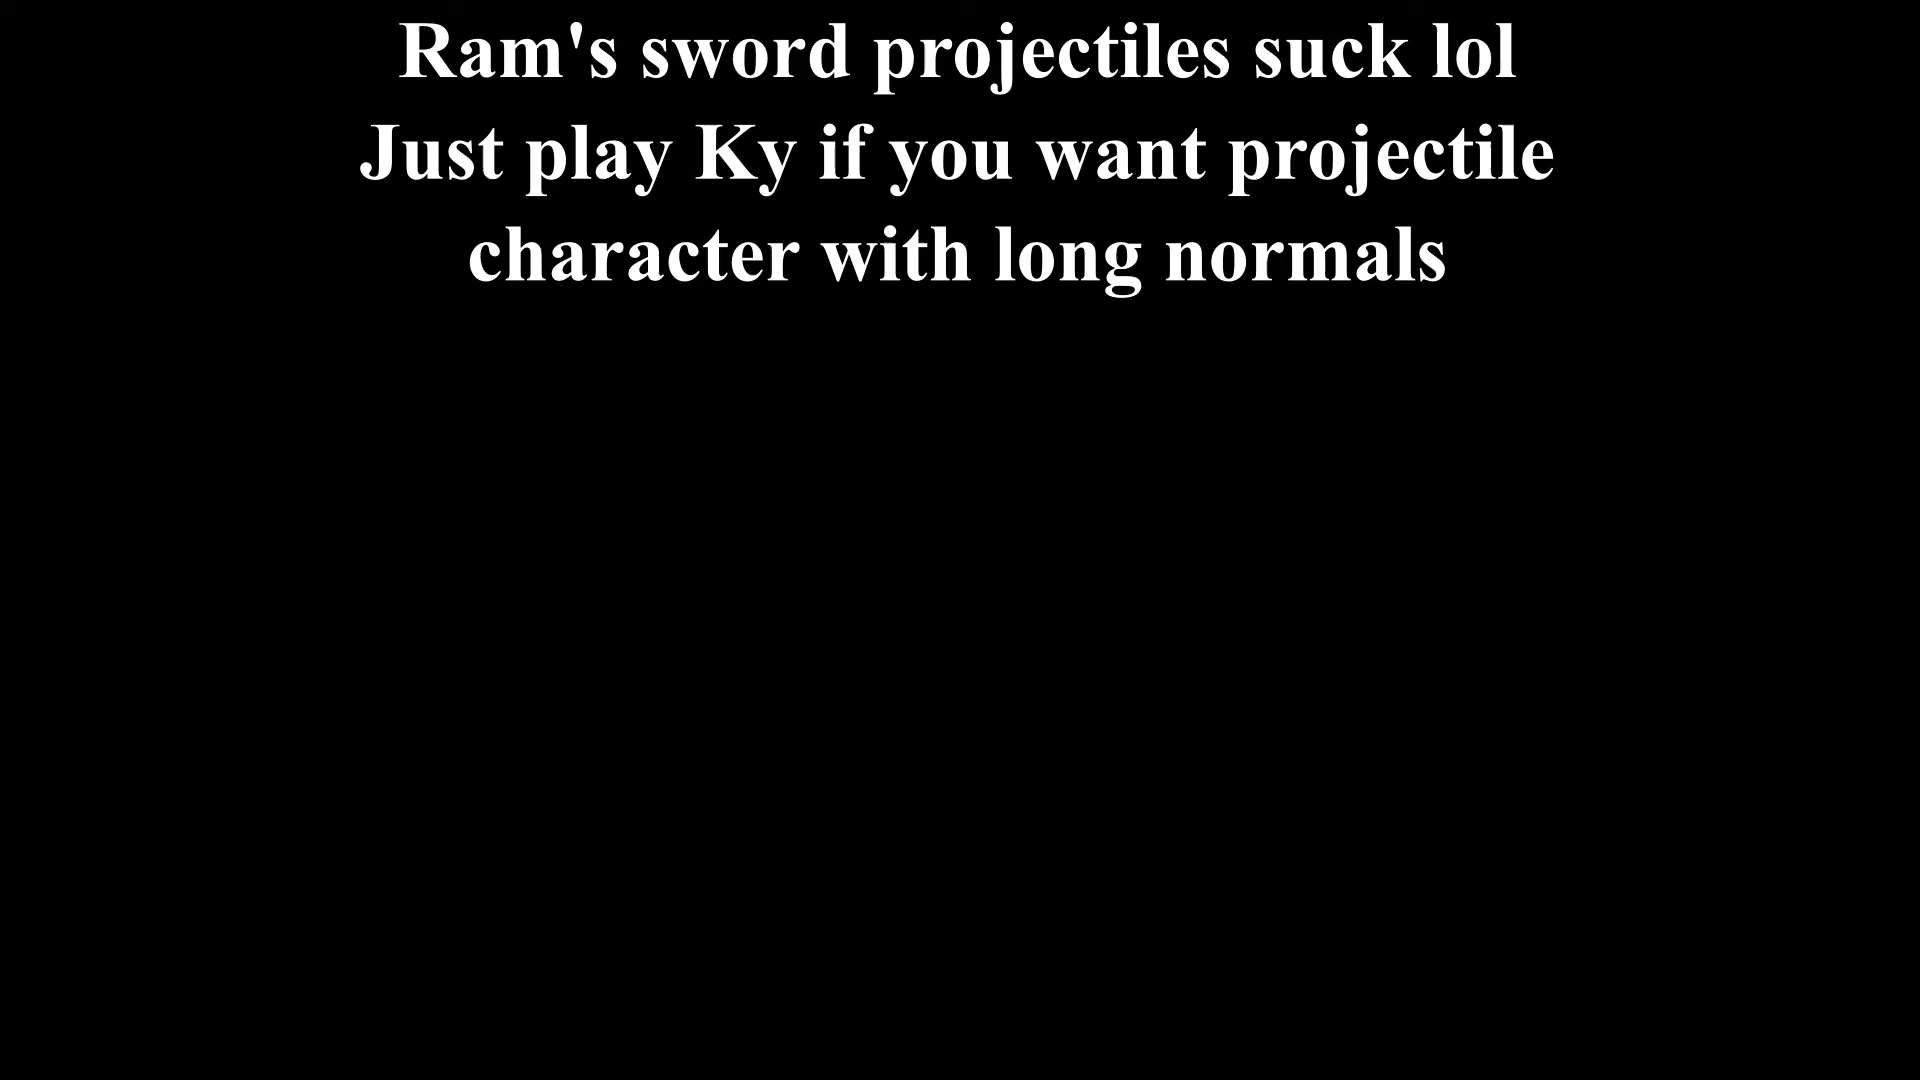 Ram's sword projectiles suck lol
Just play Ky if you want projectile
character with long normals